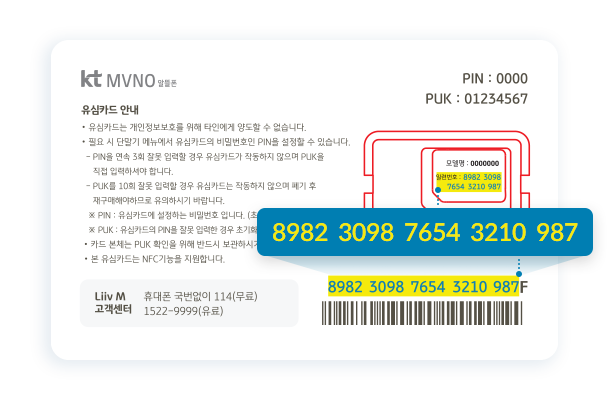 kt MVNO 알뜰폰
PIN : 0000
PUK : 01234567
유심카드 안내
• 유심카드는 개인정보보호를 위해 타인에게 양도할 수 없습니다.
• 필요 시 단말기 메뉴에서 유심카드의 비밀번호인 PIN을 설정할 수 있습니다.
- PIN을 연속 3회 잘못 입력할 경우 유심카드가 작동하지 않으며 PUK을
직접 입력하셔야 합니다.
- PUK를 10회 잘못 입력할 경우 유심카드는 작동하지 않으며 폐기 후
재구매해야하므로 유의하시기 바랍니다.
※ PIN : 유심카드에 설정하는 비밀번호 입니다. (초
※ PUK : 유심카드의 PIN을 잘못 입력한 경우 초기화
• 카드 본체는 PUK 확인을 위해 반드시 보관하시기
• 본 유심카드는 NFC기능을 지원합니다.
모델명 : 0000000
일련번호 : 8982 3098
7654 3210 987
8982 3098 7654 3210 987
8982 3098 7654 3210 987F
Liiv M 고객센터
휴대폰 국번없이 114(무료)
1522-9999(유료)